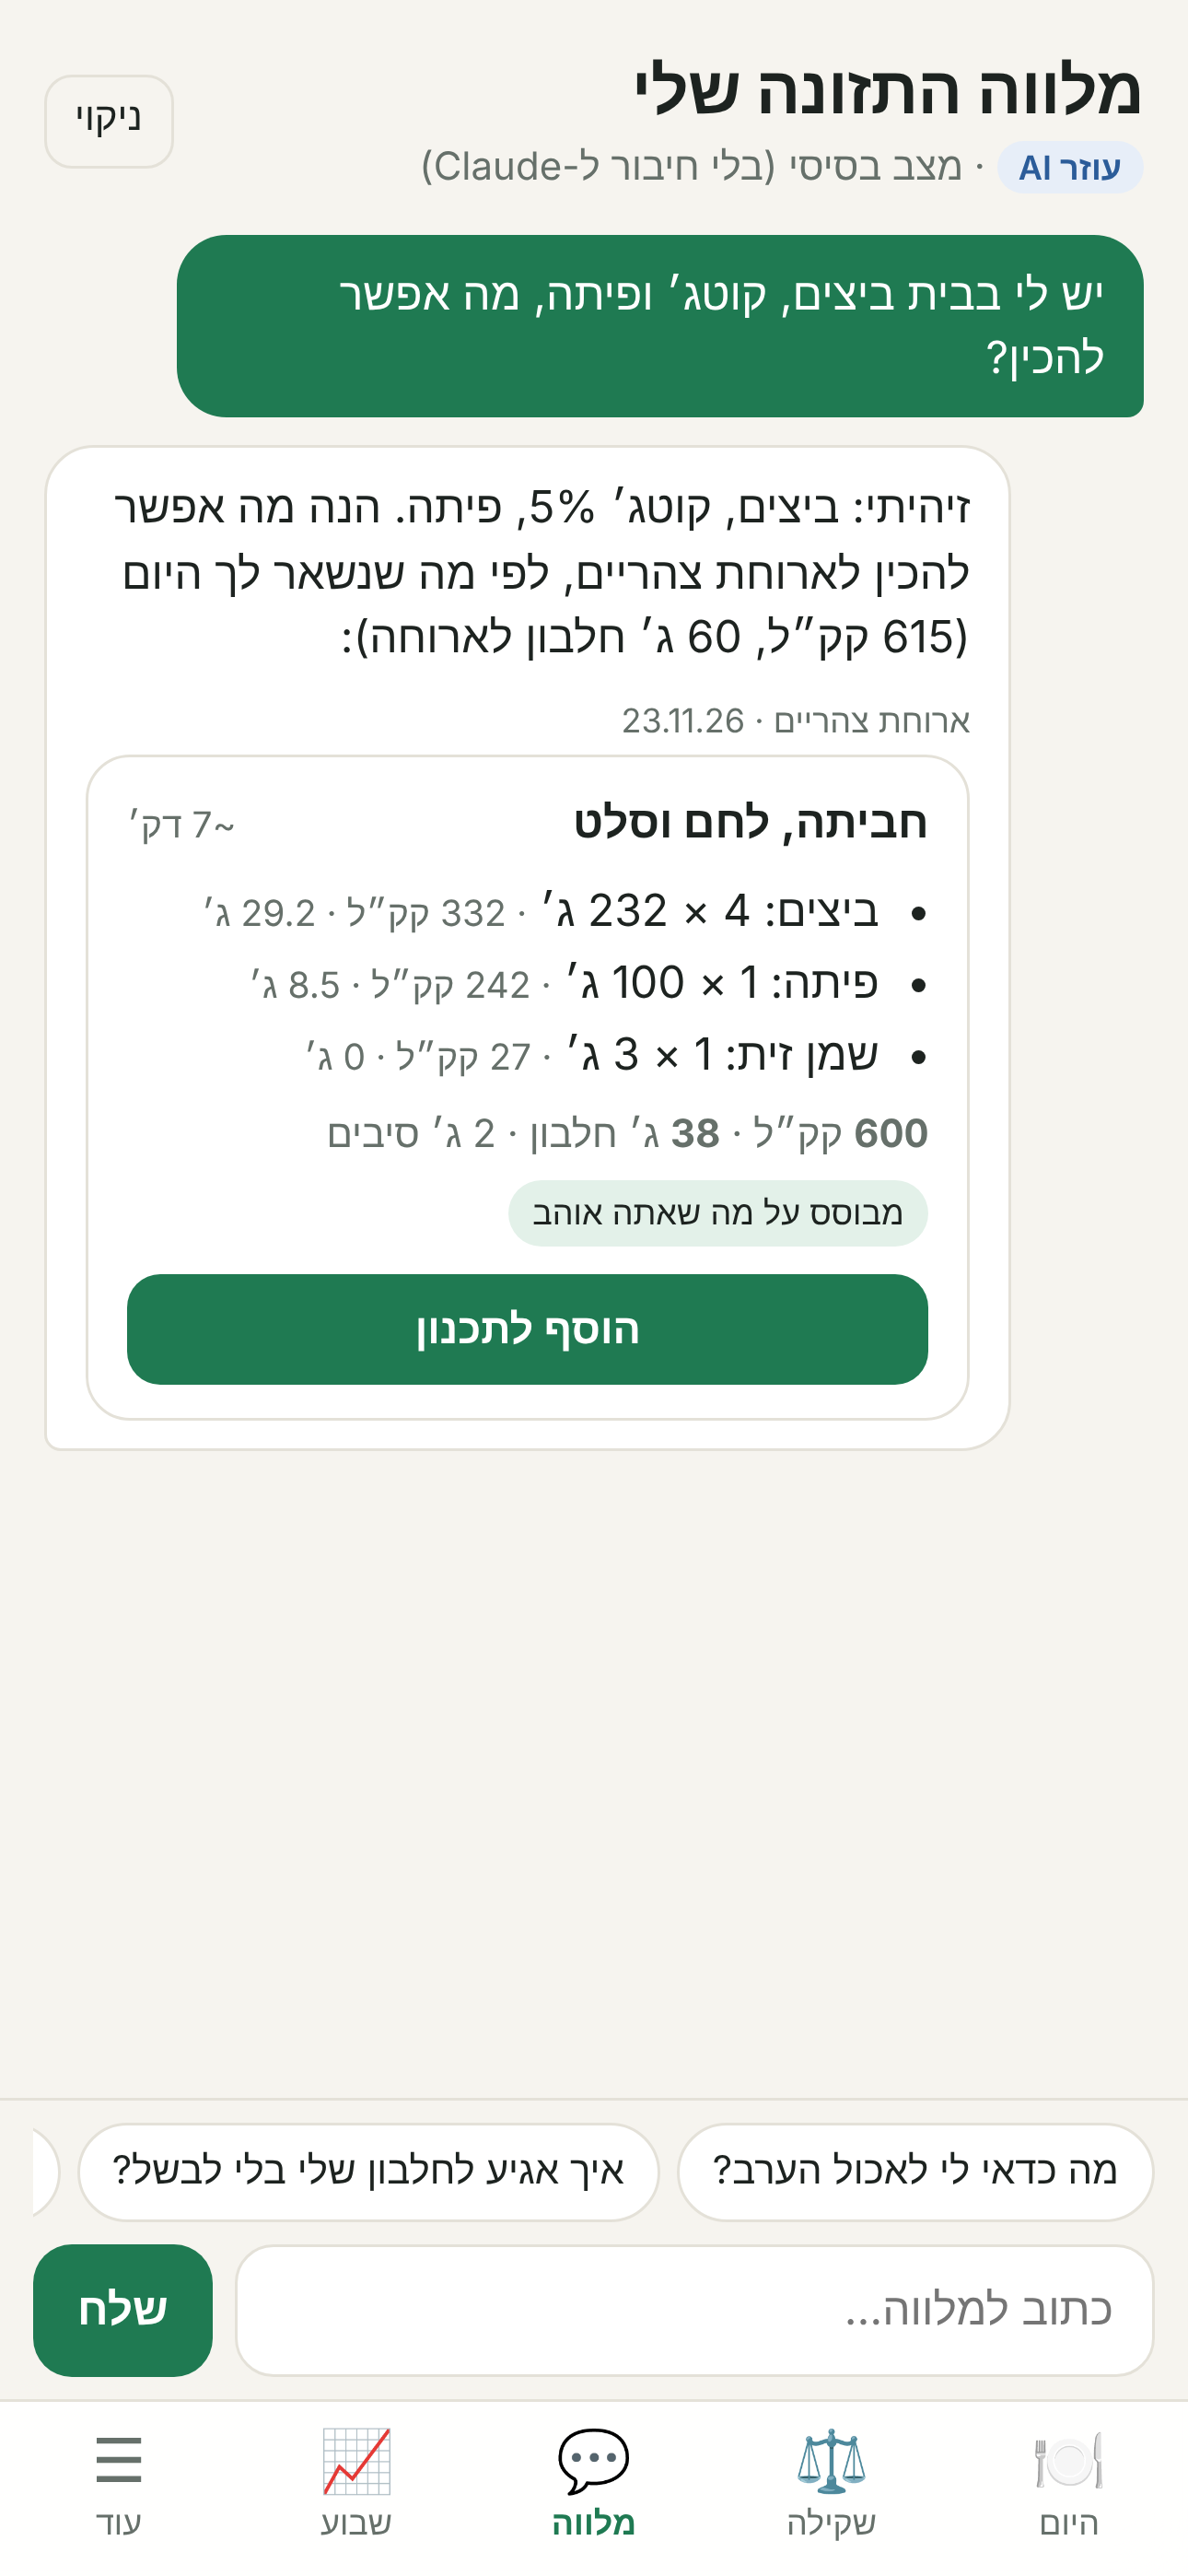 מלווה התזונה שלי
ניקוי
עוזר AI · מצב בסיסי (בלי חיבור ל-Claude)
יש לי בבית ביצים, קוטג׳ ופיתה, מה אפשר
להכין?
זיהיתי: ביצים, קוטג׳ 5%, פיתה. הנה מה אפשר
להכין לארוחת צהריים, לפי מה שנשאר לך היום
(615 קק״ל, 60 ג׳ חלבון לארוחה):
ארוחת צהריים · 23.11.26
חביתה, לחם וסלט
~7 דק׳
• ביצים: 4 × 232 ג׳ · 332 קק״ל · 29.2 ג׳
• פיתה: 1 × 100 ג׳ · 242 קק״ל · 8.5 ג׳
• שמן זית: 1 × 3 ג׳ · 27 קק״ל · 0 ג׳
600 קק״ל · 38 ג׳ חלבון · 2 ג׳ סיבים
מבוסס על מה שאתה אוהב
הוסף לתכנון
מה כדאי לי לאכול הערב?
איך אגיע לחלבון שלי בלי לבשל?
כתוב למלווה...
שלח
היום
שקילה
מלווה
שבוע
עוד